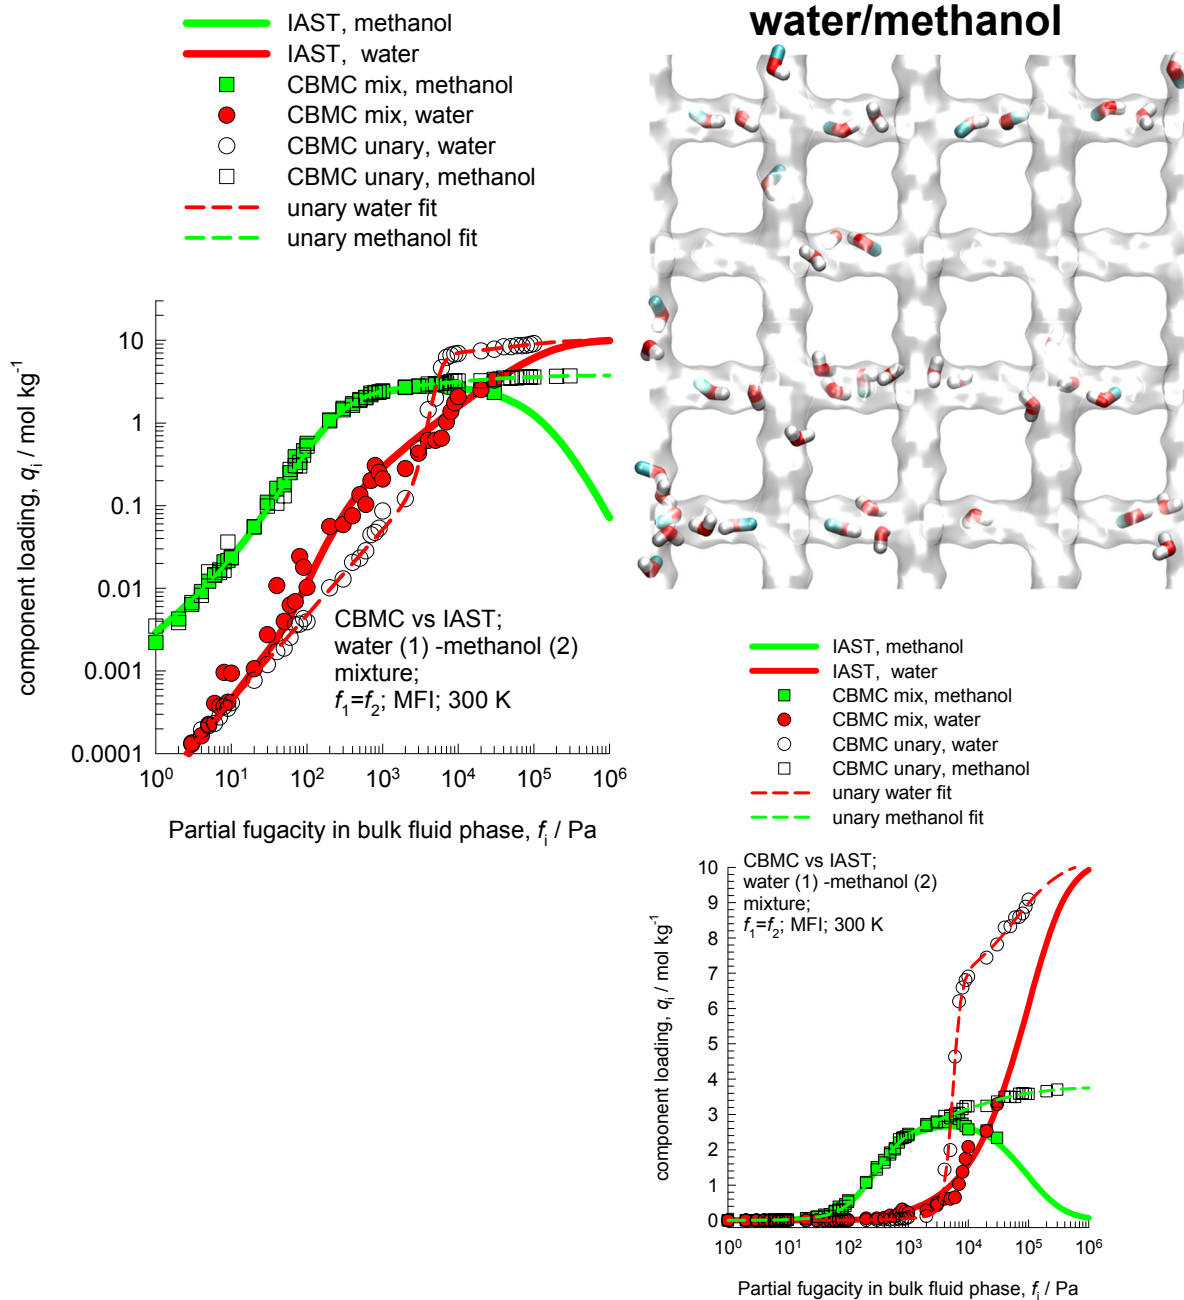 IAST, methanol
IAST,  water
CBMC mix, methanol
CBMC mix, water
CBMC unary, water
CBMC unary, methanol
unary water fit
unary methanol fit
component loading, qi / mol kg-1
10
1
0.1
0.01
0.001
0.0001
CBMC vs IAST;
water (1) -methanol (2)
mixture;
f1=f2; MFI; 300 K
10⁰ 10¹ 10² 10³ 10⁴ 10⁵ 10⁶
Partial fugacity in bulk fluid phase, fi / Pa
water/methanol
IAST, methanol
IAST,  water
CBMC mix, methanol
CBMC mix, water
CBMC unary, water
CBMC unary, methanol
unary water fit
unary methanol fit
component loading, qi / mol kg-1
10
9
8
7
6
5
4
3
2
1
0
CBMC vs IAST;
water (1) -methanol (2)
mixture;
f1=f2; MFI; 300 K
10⁰ 10¹ 10² 10³ 10⁴ 10⁵ 10⁶
Partial fugacity in bulk fluid phase, fi / Pa